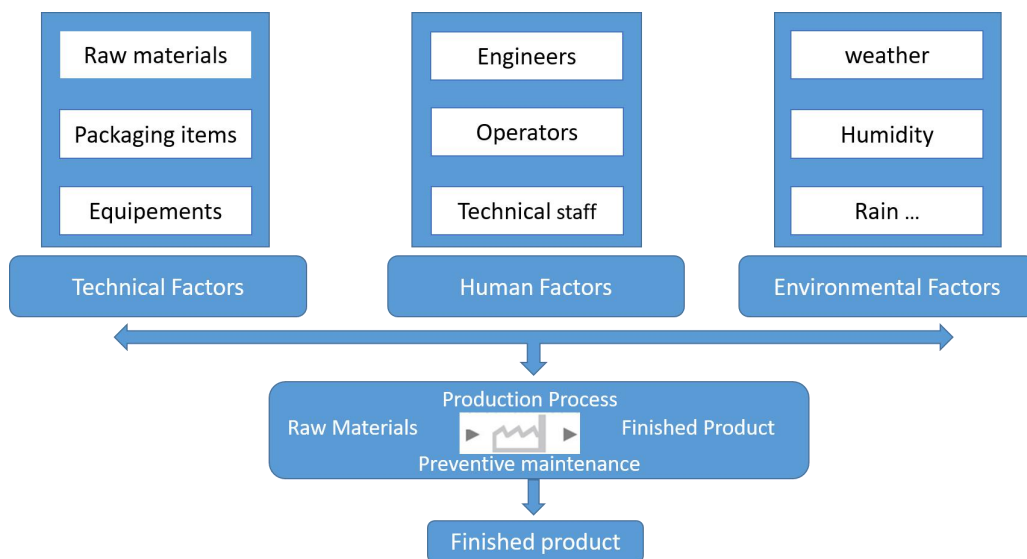 Raw materials
Packaging items
Equipements
Technical Factors
Engineers
Operators
Technical staff
Human Factors
weather
Humidity
Rain ...
Environmental Factors
Production Process
Raw Materials
Finished Product
Preventive maintenance
Finished product